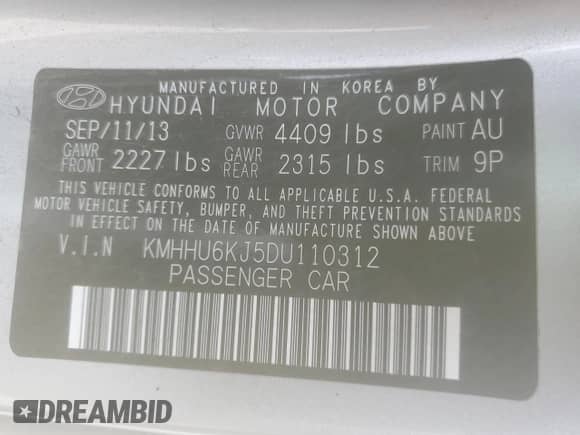 MANUFACTURED IN KOREA BY
HYUNDAI MOTOR COMPANY
SEP/11/13 GVWR 4409 lbs PAINT AU
GAWR FRONT 2227 lbs GAWR REAR 2315 lbs TRIM 9P
THIS VEHICLE CONFORMS TO ALL APPLICABLE U.S.A. FEDERAL
MOTOR VEHICLE SAFETY, BUMPER, AND THEFT PREVENTION STANDARDS
IN EFFECT ON THE DATE OF MANUFACTURE SHOWN ABOVE
V.I.N KMHHU6KJ5DU110312
PASSENGER CAR
DREAMBID